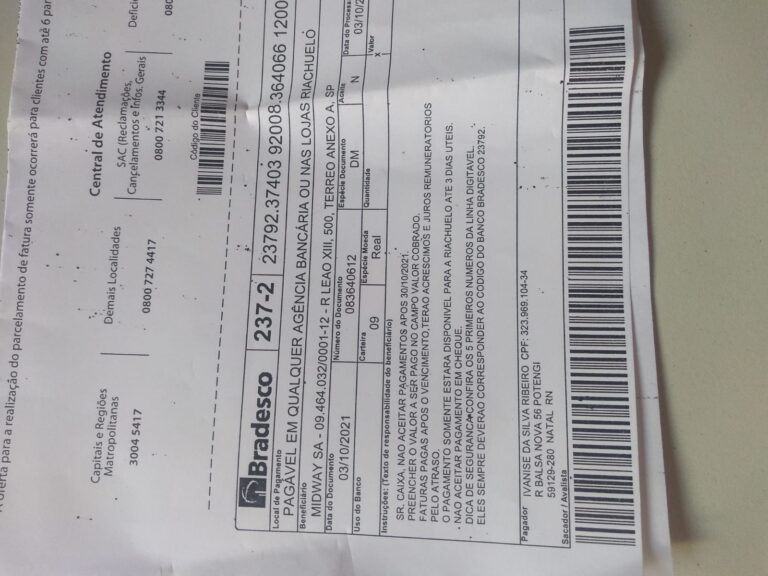 A oferta para a realização do parcelamento de fatura somente ocorrerá para clientes com até 6 par
Central de Atendimento
Capitais e Regiões
Matropolitanas
3004 5417
Demais Localidades
0800 727 4417
SAC (Reclamações,
Cançelamentos e Infos. Gerais
0800 721 3344
Código do Cliente
Bradesco 237-2 23792.37403 92008.364066 1200
Local de Pagamento
PAGÁVEL EM QUALQUER AGÊNCIA BANCÁRIA OU NAS LOJAS RIACHUELO
Beneficiário
MIDWAY SA - 09.464.032/0001-12 - R LEAO XIII, 500, TERREO ANEXO A, SP
Data do Documento
03/10/2021
Número do Documento
083640612
Espécie Documento
DM
Aceite
N
Data do Process
03/10/2
Uso do Banco
Carteira
09
Espécie Moeda
Real
Quantidade
Valor
X
Instruções: (Texto de responsabilidade do beneficiário)
SR. CAIXA, NAO ACEITAR PAGAMENTOS APOS 30/10/2021.
PREENCHER O VALOR A SER PAGO NO CAMPO VALOR COBRADO.
FATURAS PAGAS APOS O VENCIMENTO,TERAO ACRESCIMOS E JUROS REMUNERATORIOS
PELO ATRASO.
O PAGAMENTO SOMENTE ESTARA DISPONIVEL PARA A RIACHUELO ATE 3 DIAS UTEIS.
NAO ACEITAR PAGAMENTO EM CHEQUE.
DICA DE SEGURANCA:CONFIRA OS 5 PRIMEIROS NUMEROS DA LINHA DIGITAVEL.
ELES SEMPRE DEVERAO CORRESPONDER AO CODIGO DO BANCO BRADESCO 23792.
Pagador IVANISE DA SILVA RIBEIRO CPF: 323.969.104-34
R BALSA NOVA 56 POTENGI
59129-280 NATAL RN
Sacador / Avalista